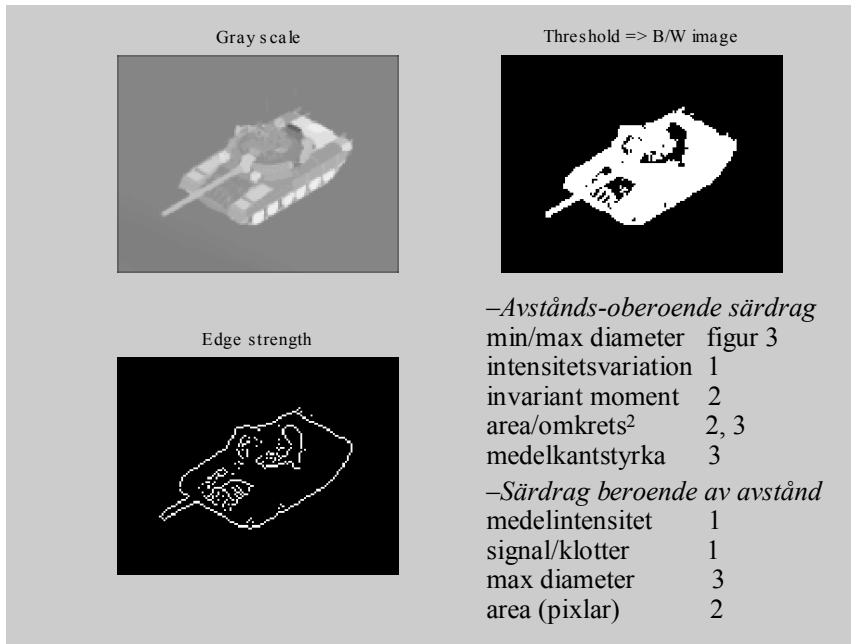 Gray scale
Threshold => B/W image
Edge strength
–Avstånds-oberoende särdrag
min/max diameter figur 3
intensitetsvariation 1
invariant moment 2
area/omkrets² 2, 3
medelkantstyrka 3
–Särdrag beroende av avstånd
medelintensitet 1
signal/klotter 1
max diameter 3
area (pixlar) 2